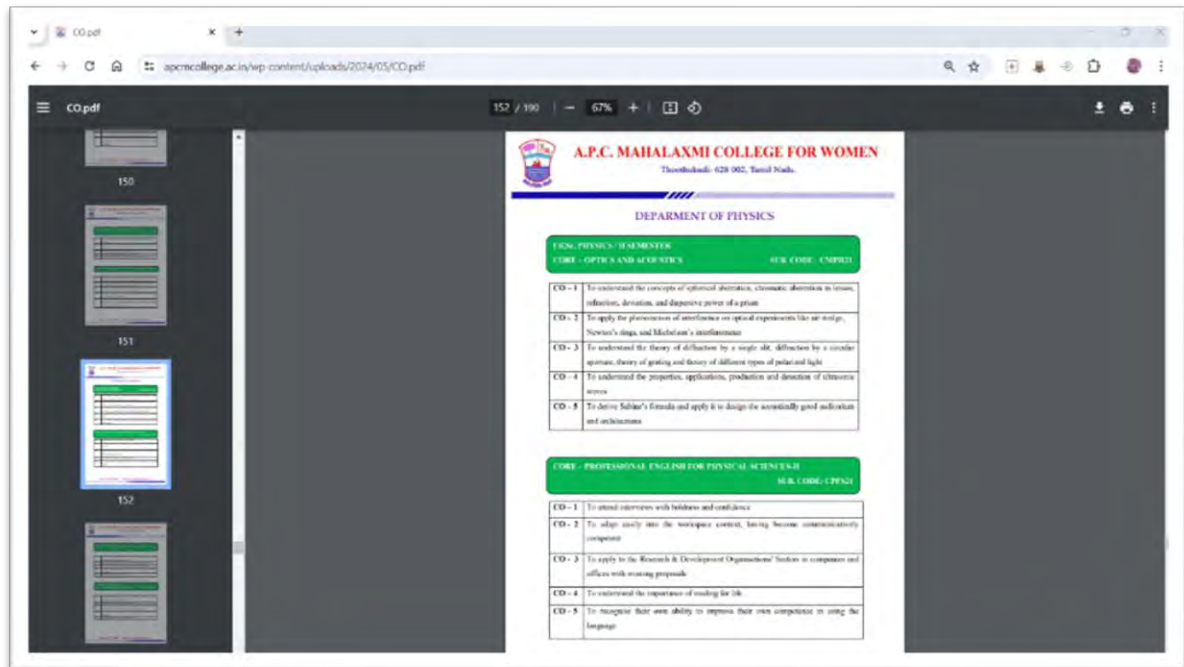 CO.pdf
apcmcollege.ac.in/wp-content/uploads/2024/05/CO.pdf
CO.pdf
152 / 190
67%
150
151
152
A.P.C. MAHALAXMI COLLEGE FOR WOMEN
Thoothukudi- 628 002, Tamil Nadu.
DEPARMENT OF PHYSICS
PHYSICS / II SEMESTER
CORE – OPTICS AND ACOUSTICS SUB. CODE: CMPH21
CO - 1 To understand the concepts of spherical aberration, chromatic aberration in lenses,
refraction, deviation, and dispersive power of a prism
CO - 2 To apply the phenomenon of interference on optical experiments like air wedge,
Newton's rings, and Michelson's interferometer
CO - 3 To understand the theory of diffraction by a single slit, diffraction by a circular
aperture, theory of grating and theory of different types of polarized light
CO - 4 To understand the properties, applications, production and detection of ultrasonic
waves
CO - 5 To derive Sabine's formula and apply it to design the acoustically good auditorium
and architectures
CORE – PROFESSIONAL ENGLISH FOR PHYSICAL SCIENCES-II
SUB. CODE: CPPS21
CO - 1 To attend interviews with boldness and confidence
CO - 2 To adapt easily into the workspace context, having become communicatively
competent
CO - 3 To apply to the Research & Development Organisations/ Sections in companies and
offices with winning proposals
CO - 4 To understand the importance of reading for life
CO - 5 To recognise their own ability to improve their own competence in using the
language